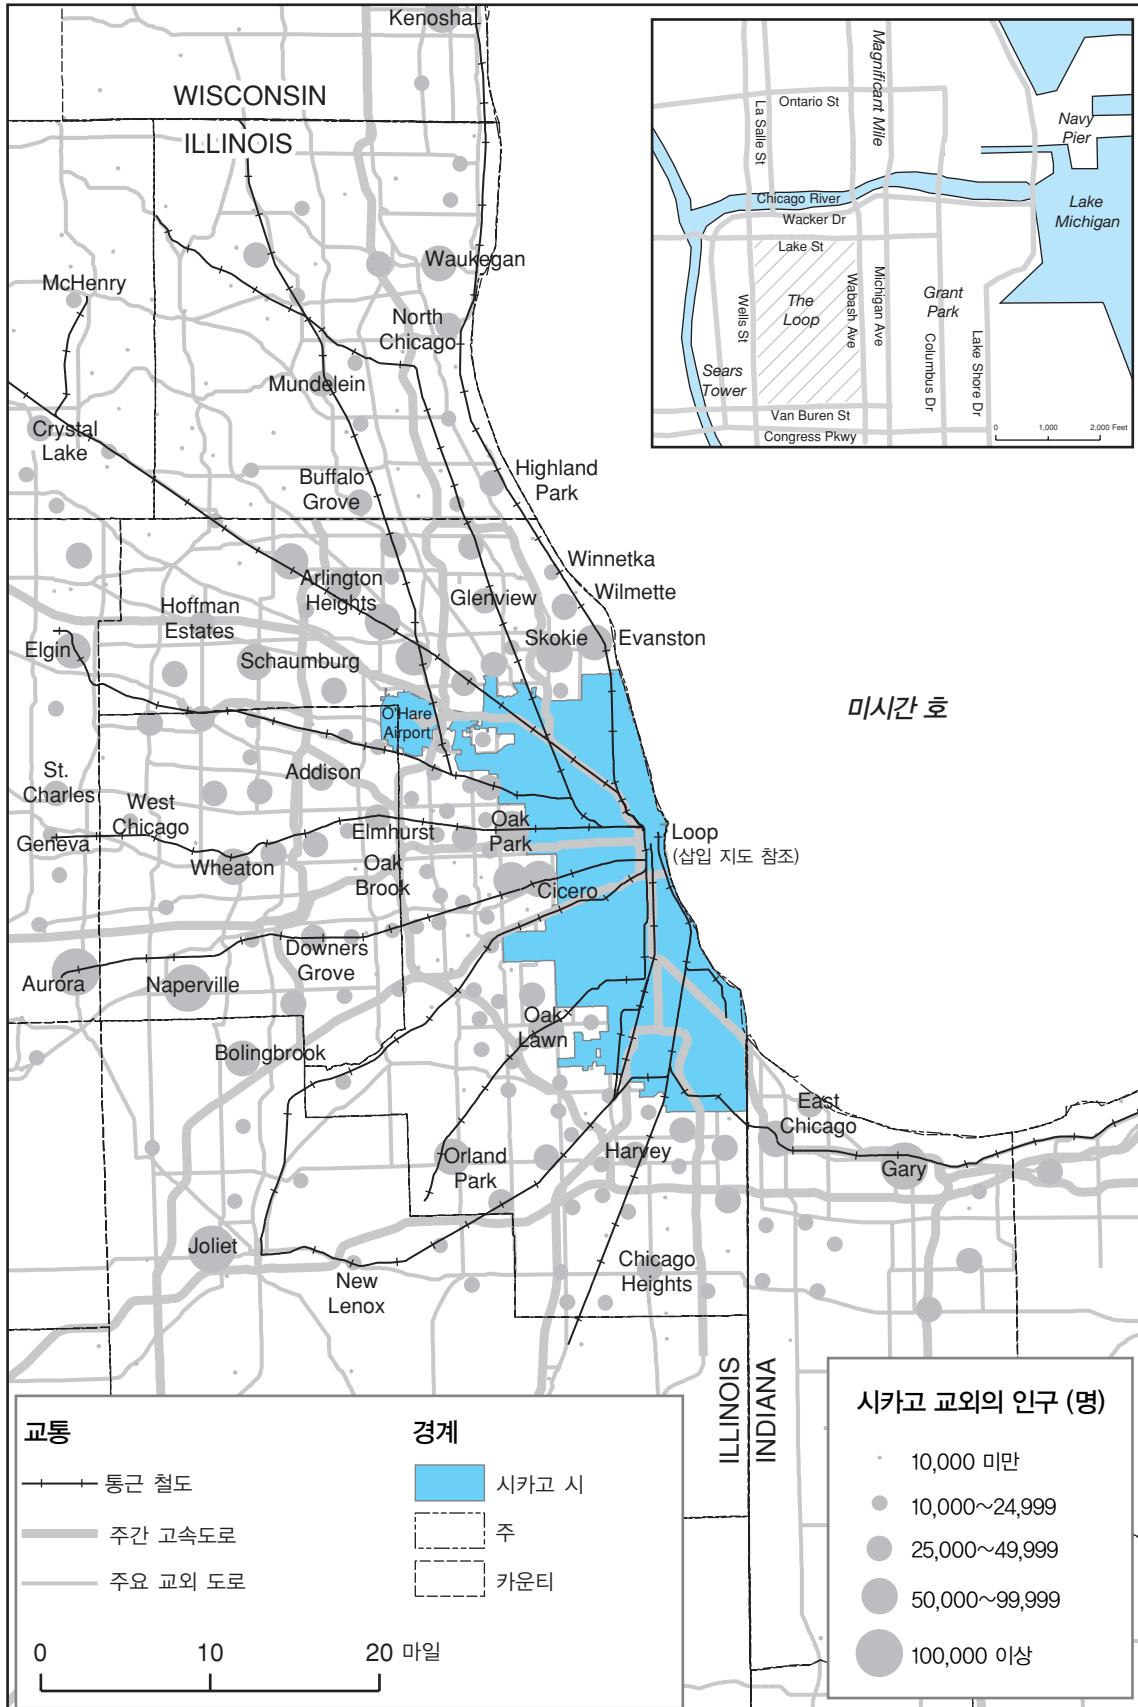 Kenosha
WISCONSIN
ILLINOIS
McHenry
Waukegan
North
Chicago
Mundelein
Crystal
Lake
Buffalo
Grove
Highland
Park
Winnetka
Wilmette
Arlington
Heights
Glenview
Hoffman
Estates
Skokie
Evanston
Elgin
Schaumburg
O'Hare
Airport
미시간 호
St.
Charles
Addison
West
Chicago
Geneva
Elmhurst
Oak
Park
Loop
(삽입 지도 참조)
Wheaton
Oak
Brook
Cicero
Downers
Grove
Aurora
Naperville
Oak
Lawn
Bolingbrook
East
Chicago
Orland
Park
Harvey
Gary
Joliet
New
Lenox
Chicago
Heights
ILLINOIS
INDIANA
Magnificant Mile
Ontario St
La Salle St
Navy
Pier
Chicago River
Wacker Dr
Lake
Michigan
Lake St
Wells St
The
Loop
Wabash Ave
Michigan Ave
Grant
Park
Columbus Dr
Lake Shore Dr
Sears
Tower
Van Buren St
Congress Pkwy
0 1,000 2,000 Feet
교통
통근 철도
주간 고속도로
주요 교외 도로
경계
시카고 시
주
카운티
0 10 20 마일
시카고 교외의 인구 (명)
10,000 미만
10,000~24,999
25,000~49,999
50,000~99,999
100,000 이상